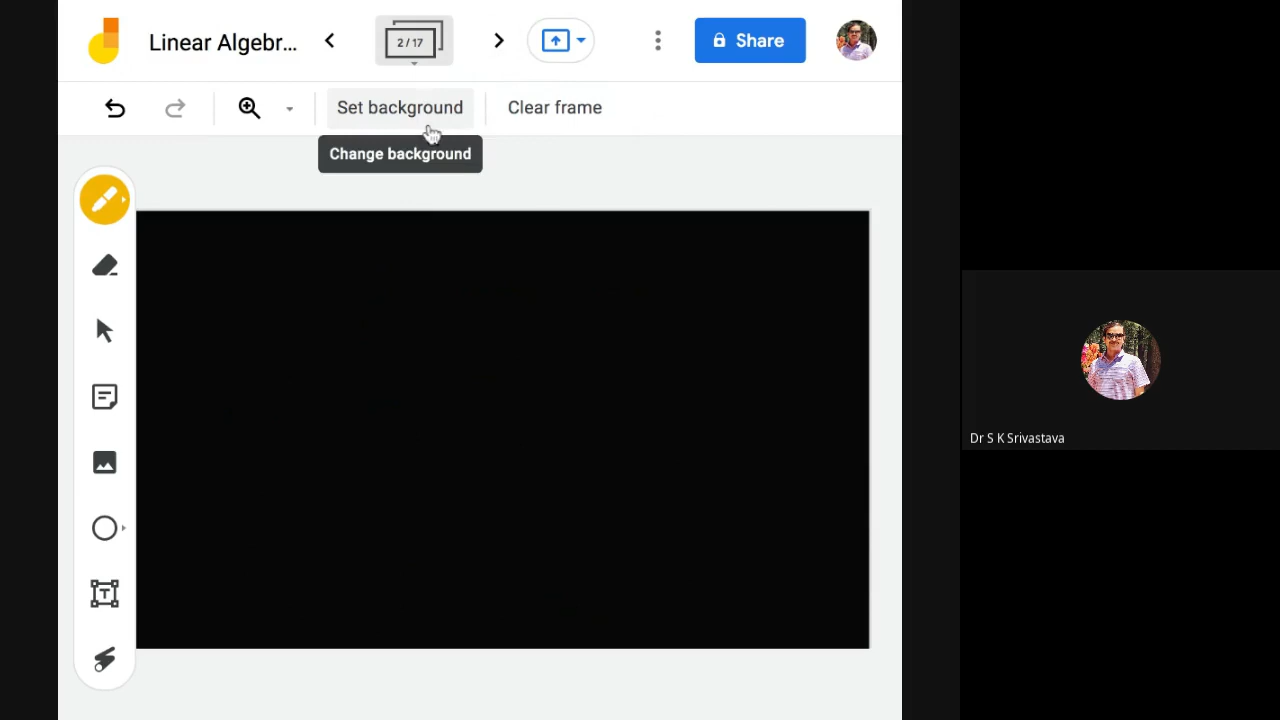 Linear Algebr...
2 / 17
Share
Set background
Clear frame
Change background
T
Dr S K Srivastava